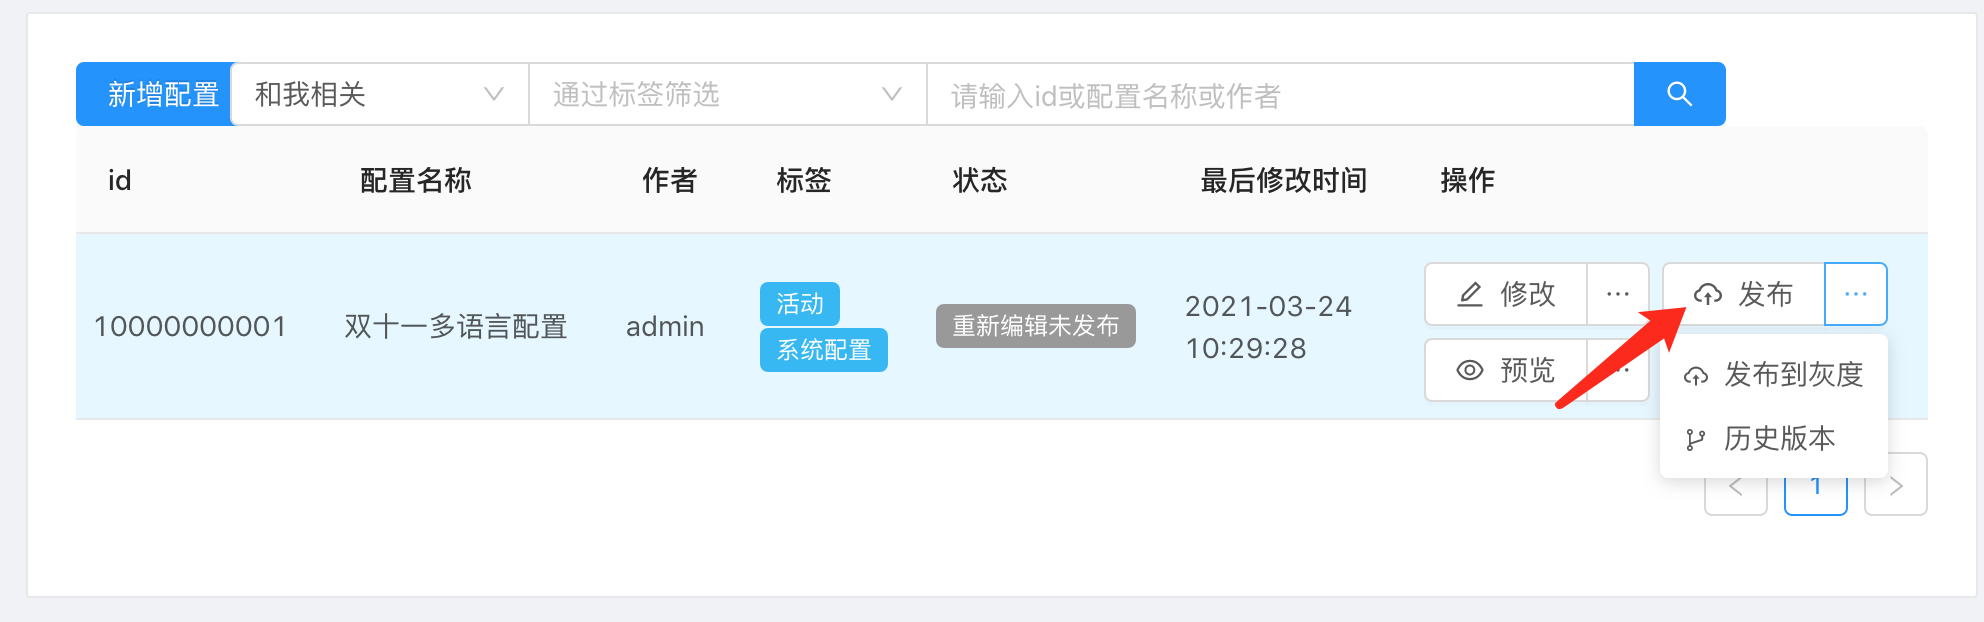 新增配置 和我相关 通过标签筛选 请输入id或配置名称或作者
id 配置名称 作者 标签 状态 最后修改时间 操作
10000000001 双十一多语言配置 admin 活动 系统配置 重新编辑未发布 2021-03-24 10:29:28
修改 ··· 发布 ···
预览
发布到灰度
历史版本
< 1 >